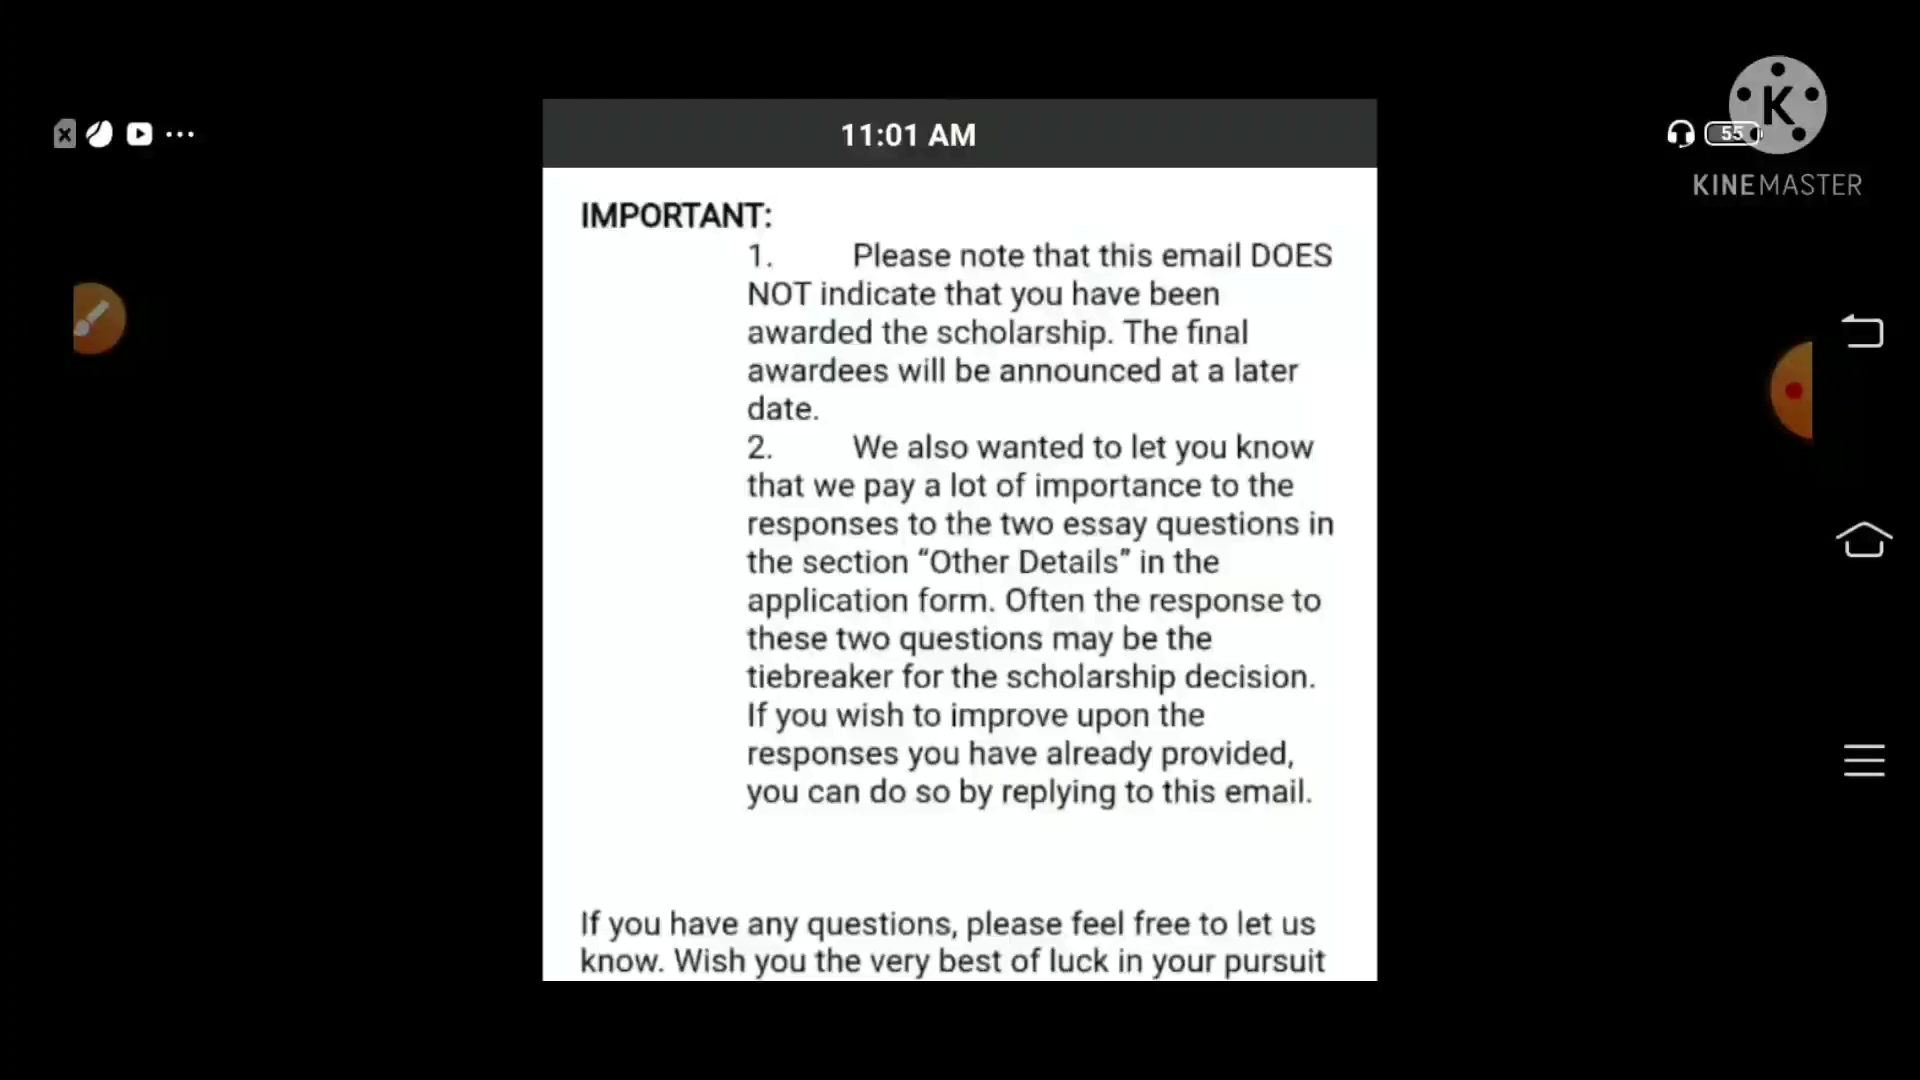 11:01 AM
55
K
KINEMASTER
IMPORTANT:
1. Please note that this email DOES
NOT indicate that you have been
awarded the scholarship. The final
awardees will be announced at a later
date.
2. We also wanted to let you know
that we pay a lot of importance to the
responses to the two essay questions in
the section “Other Details” in the
application form. Often the response to
these two questions may be the
tiebreaker for the scholarship decision.
If you wish to improve upon the
responses you have already provided,
you can do so by replying to this email.
If you have any questions, please feel free to let us
know. Wish you the very best of luck in your pursuit